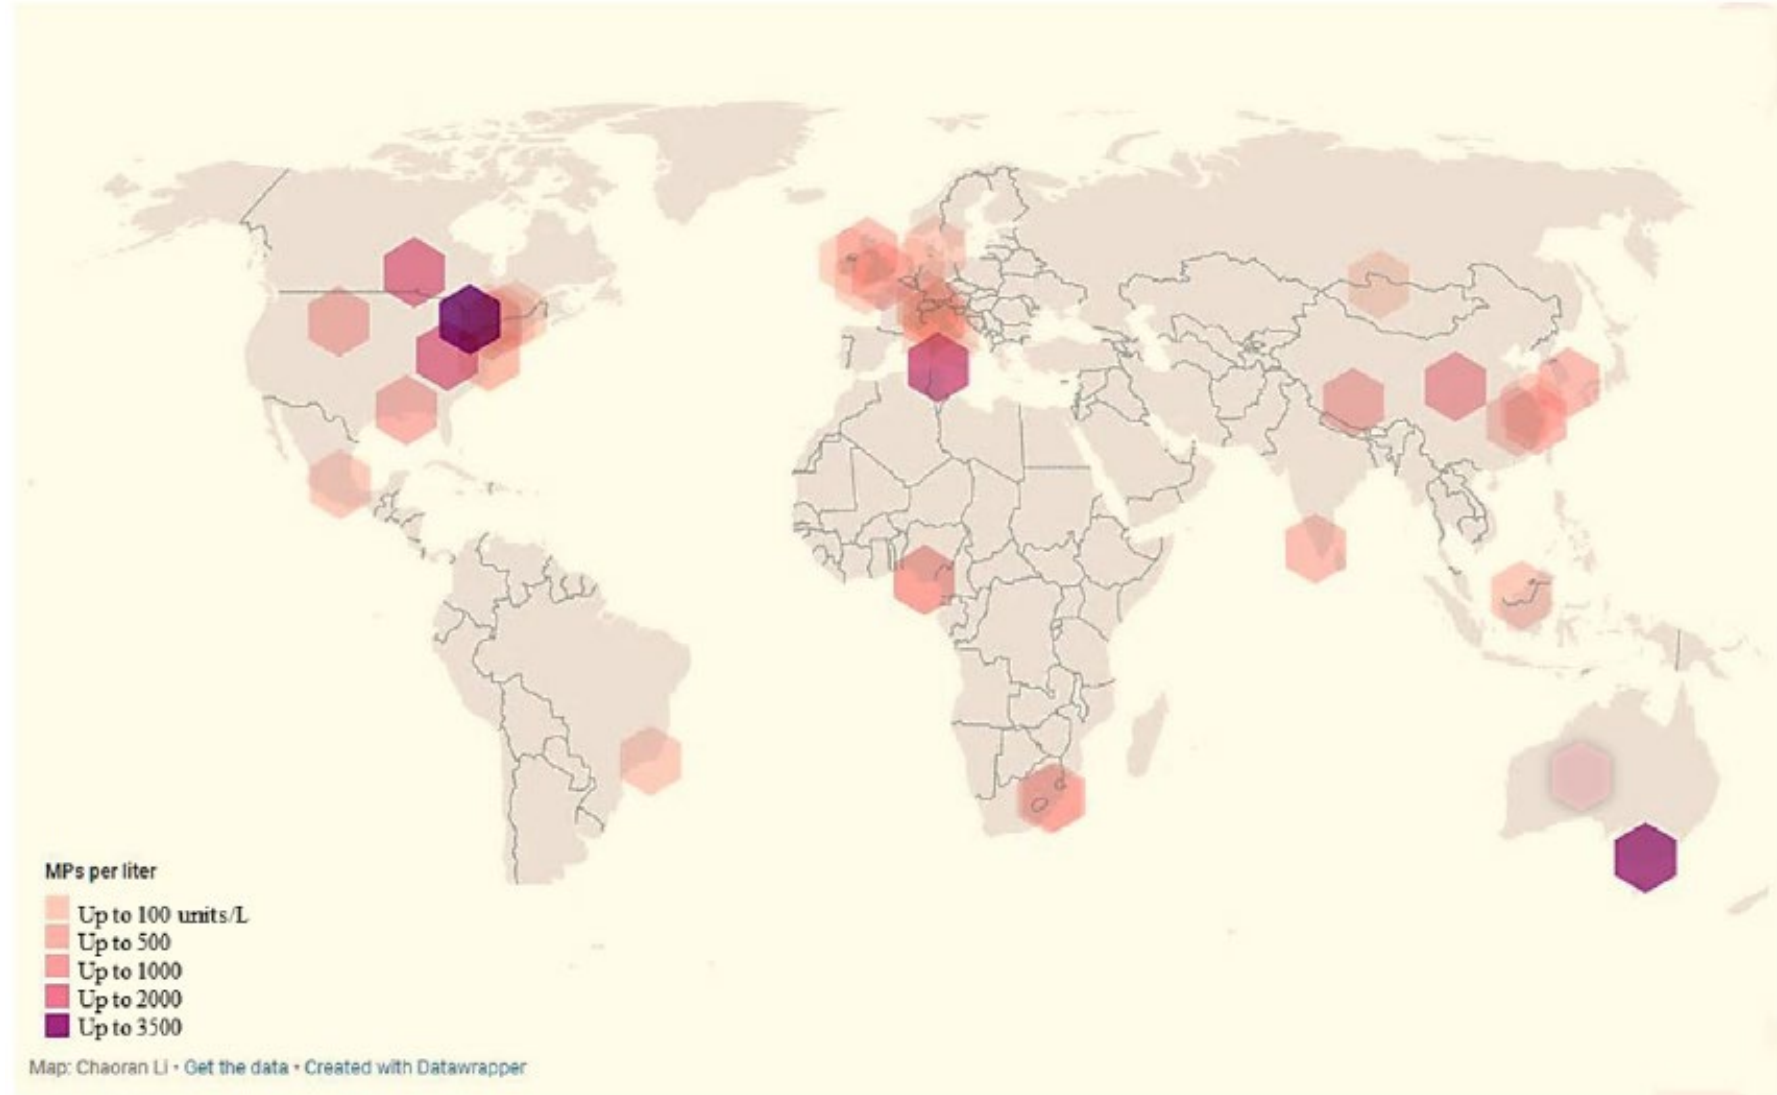 MPs per liter
Up to 100 units/L
Up to 500
Up to 1000
Up to 2000
Up to 3500
Map: Chaoran Li • Get the data • Created with Datawrapper